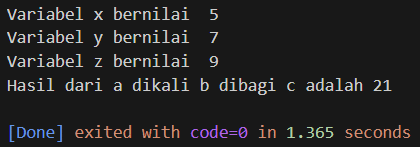 Variabel x bernilai  5
Variabel y bernilai  7
Variabel z bernilai  9
Hasil dari a dikali b dibagi c adalah 21
[Done] exited with code=0 in 1.365 seconds